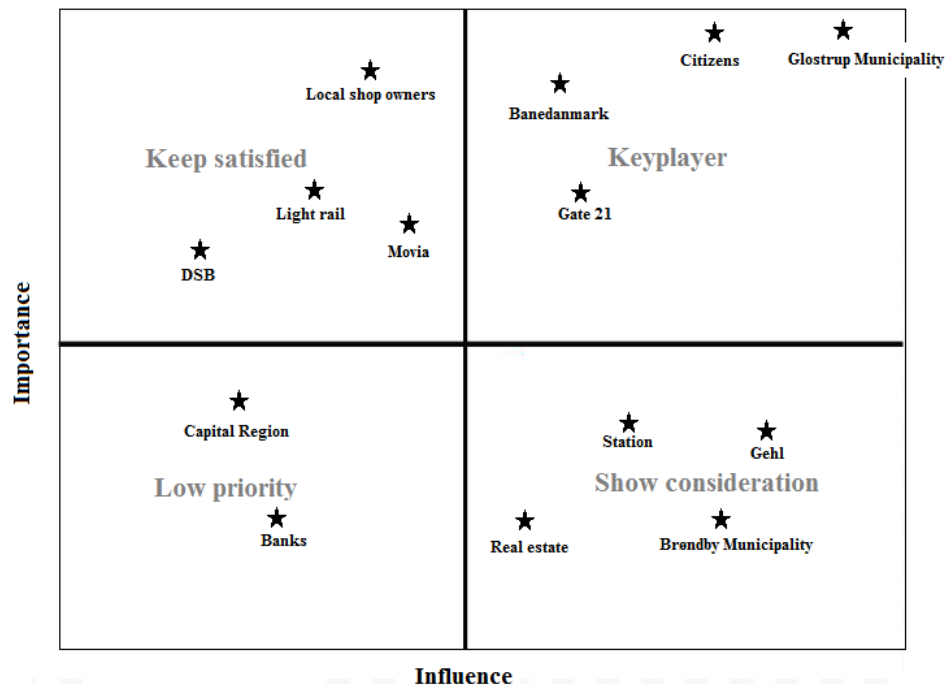 Citizens
Glostrup Municipality
Local shop owners
Banedanmark
Keep satisfied
Keyplayer
Light rail
Gate 21
Movia
DSB
Importance
Capital Region
Station
Gehl
Low priority
Show consideration
Banks
Real estate
Brøndby Municipality
Influence